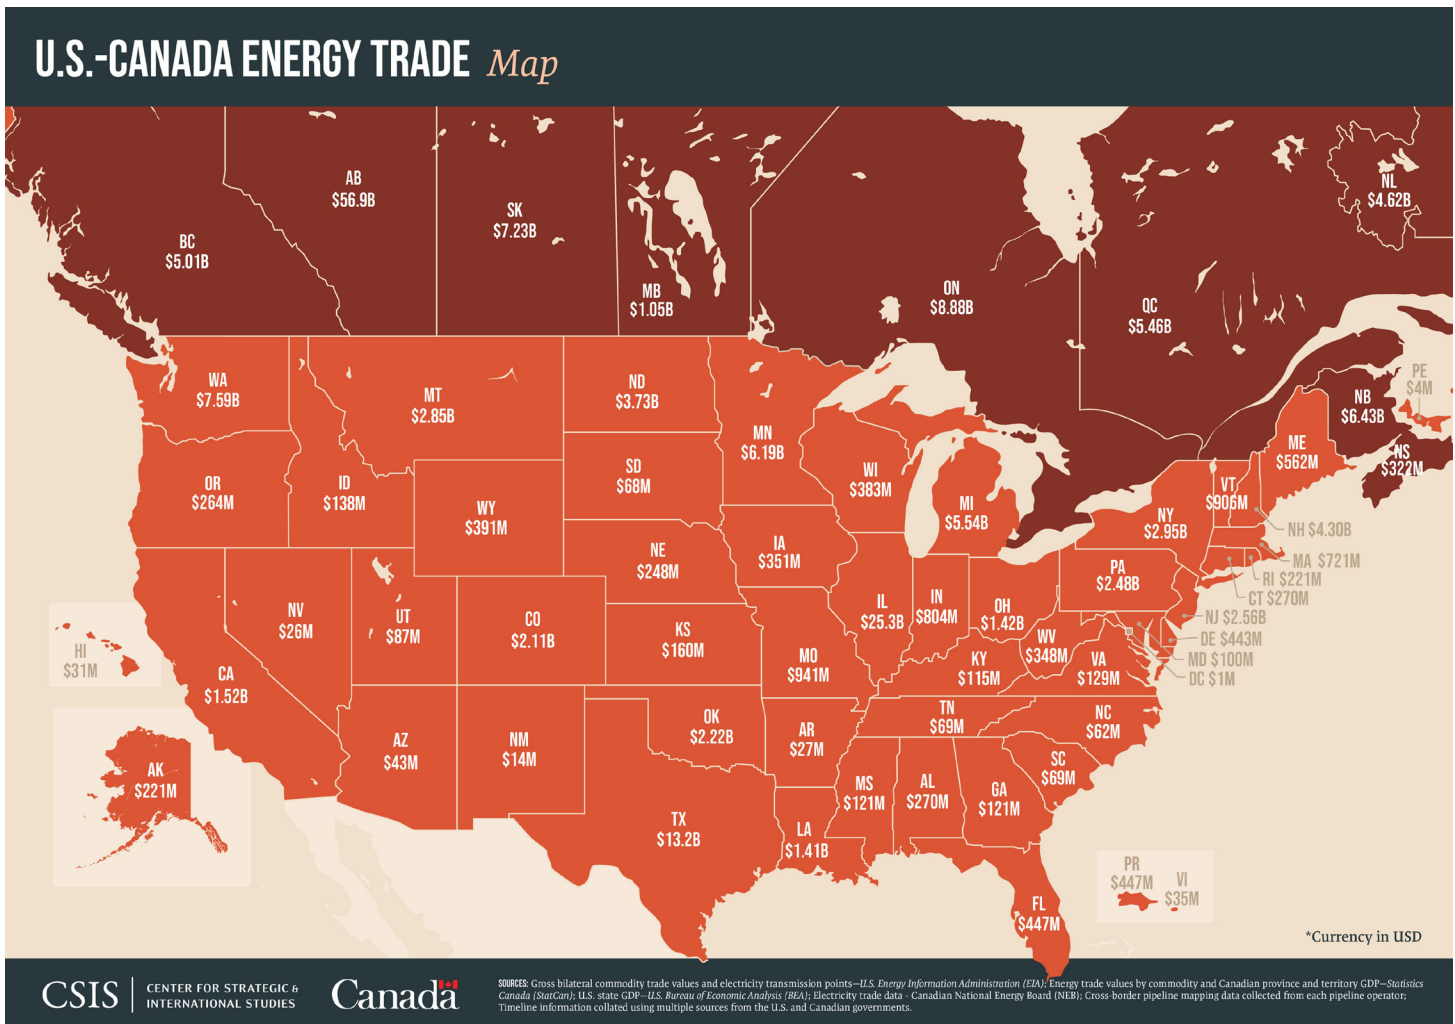 U.S.-CANADA ENERGY TRADE Map
AB
$56.9B
SK
$7.23B
NL
$4.62B
BC
$5.01B
MB
$1.05B
ON
$8.88B
QC
$5.46B
PE
$4M
NB
$6.43B
NS
$322M
WA
$7.59B
MT
$2.85B
ND
$3.73B
MN
$6.19B
ME
$562M
OR
$264M
ID
$138M
WY
$391M
SD
$68M
WI
$383M
MI
$5.54B
VT
$906M
NY
$2.95B
NH $4.30B
MA $721M
RI $221M
CT $270M
NJ $2.56B
DE $443M
MD $100M
DC $1M
IA
$351M
NE
$248M
PA
$2.48B
IL
$25.3B
IN
$804M
OH
$1.42B
NV
$26M
UT
$87M
CO
$2.11B
KS
$160M
MO
$941M
WV
$348M
KY
$115M
VA
$129M
HI
$31M
CA
$1.52B
AZ
$43M
NM
$14M
OK
$2.22B
AR
$27M
TN
$69M
NC
$62M
SC
$69M
AK
$221M
TX
$13.2B
LA
$1.41B
MS
$121M
AL
$270M
GA
$121M
FL
$447M
PR
$447M
VI
$35M
*Currency in USD
CSIS
CENTER FOR STRATEGIC &
INTERNATIONAL STUDIES
Canada
SOURCES: Gross bilateral commodity trade values and electricity transmission points—U.S. Energy Information Administration (EIA); Energy trade values by commodity and Canadian province and territory GDP—Statistics
Canada (StatCan); U.S. state GDP—U.S. Bureau of Economic Analysis (BEA); Electricity trade data - Canadian National Energy Board (NEB); Cross-border pipeline mapping data collected from each pipeline operator;
Timeline information collated using multiple sources from the U.S. and Canadian governments.